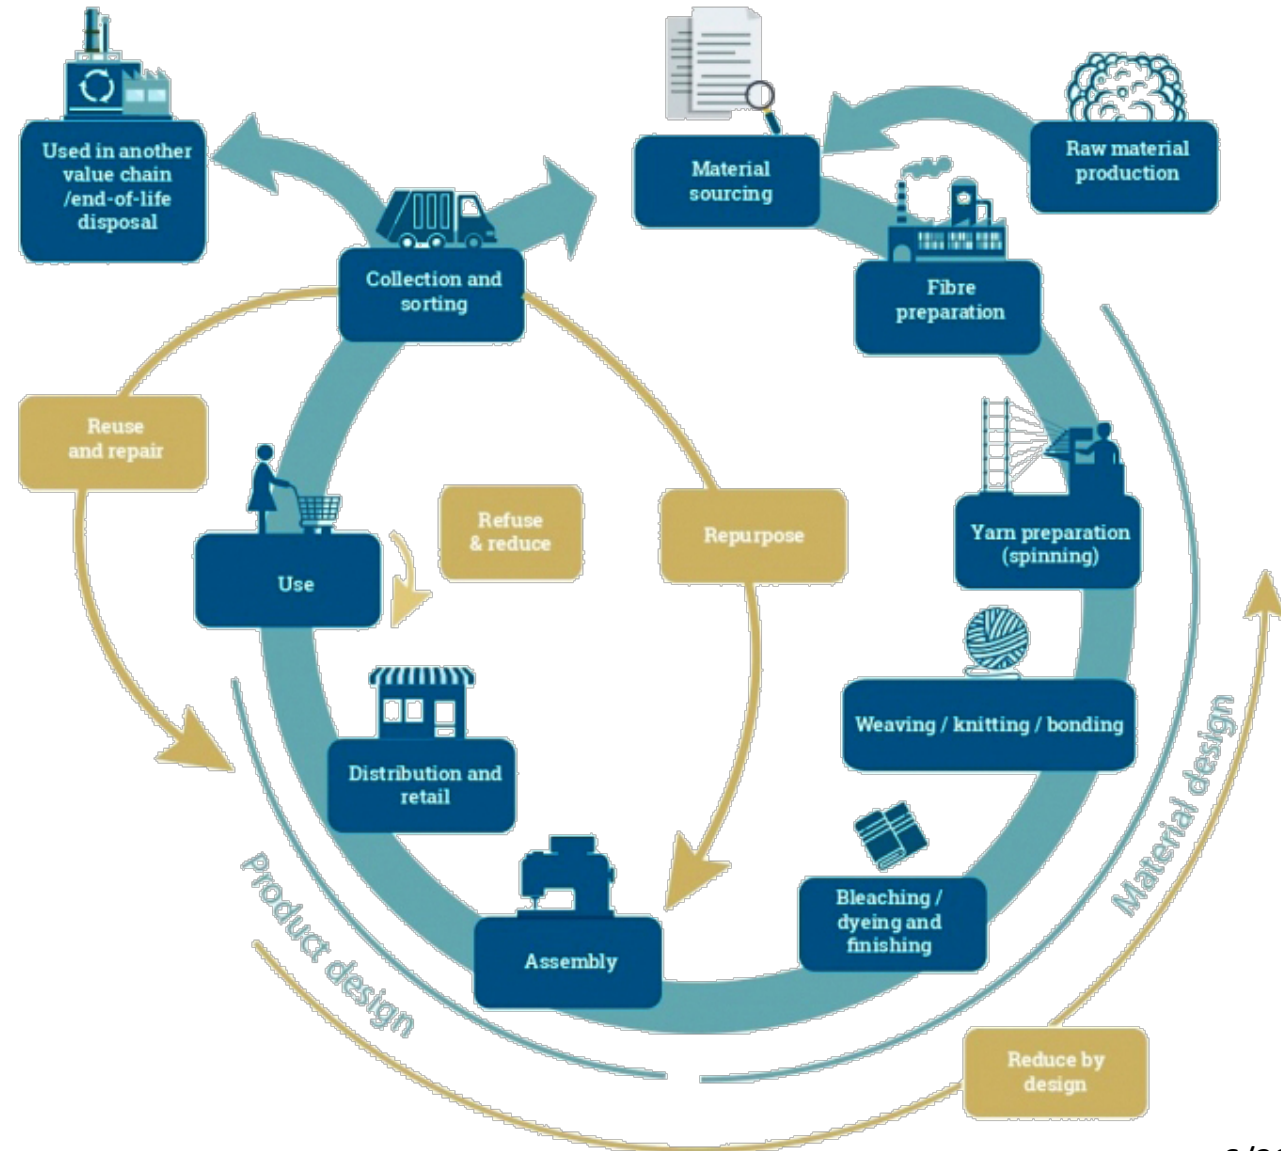 Used in another
value chain
/end-of-life
disposal
Material
sourcing
Raw material
production
Collection and
sorting
Fibre
preparation
Reuse
and repair
Refuse
& reduce
Repurpose
Yarn preparation
(spinning)
Use
Weaving / knitting / bonding
Distribution and
retail
Bleaching /
dyeing and
finishing
Assembly
Product design
Material design
Reduce by
design